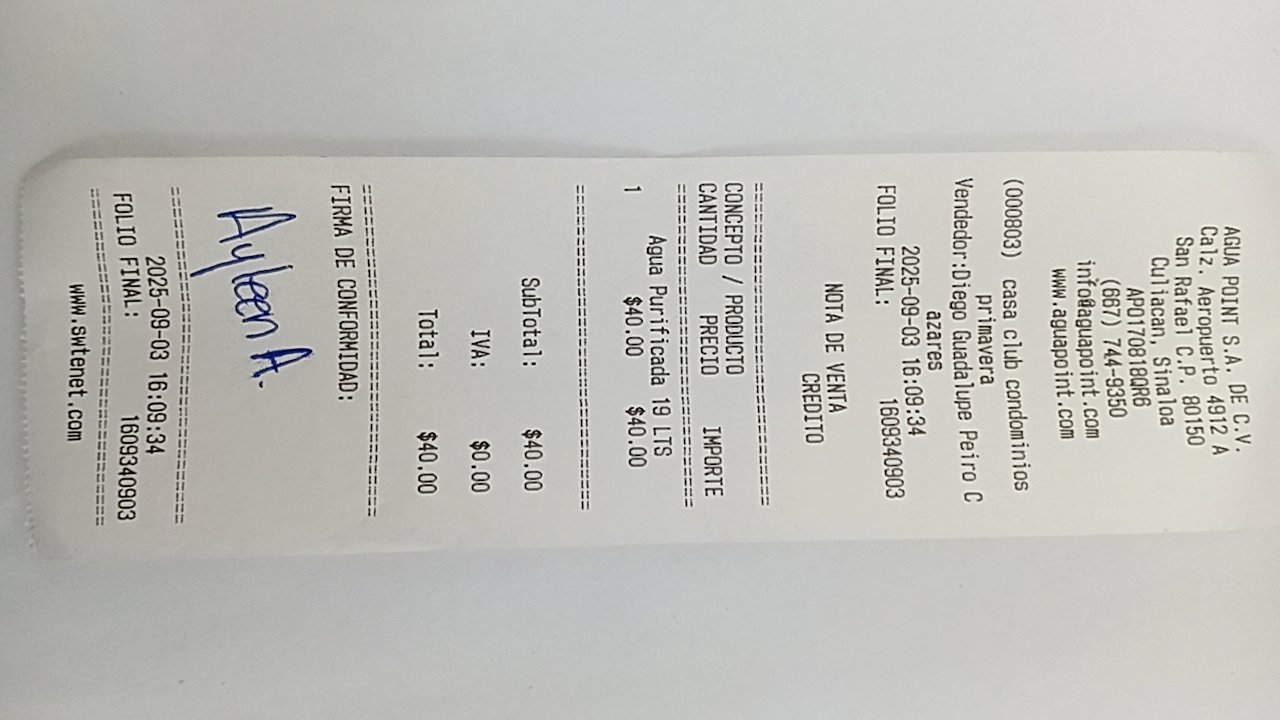 AGUA POINT S.A. DE C.V.
Calz. Aeropuerto 4912 A
San Rafael C.P. 80150
Culiacan, Sinaloa
APO170818QR6
(667) 744-9350
info@aguapoint.com
www.aguapoint.com
(000803) casa club condominios
primavera
Vendedor:Diego Guadalupe Peiro C
azares
2025-09-03 16:09:34
FOLIO FINAL: 1609340903
NOTA DE VENTA
CREDITO
CONCEPTO / PRODUCTO
CANTIDAD PRECIO IMPORTE
Agua Purificada 19 LTS
1 $40.00 $40.00
SubTotal: $40.00
IVA: $0.00
Total: $40.00
FIRMA DE CONFORMIDAD:
Ayleen A.
2025-09-03 16:09:34
FOLIO FINAL: 1609340903
www.swtenet.com